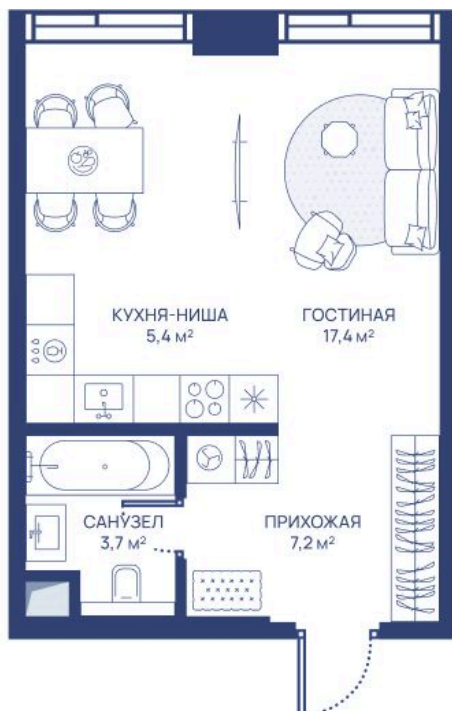 КУХНЯ-НИША
5,4 м²
ГОСТИНАЯ
17,4 м²
САНУЗЕЛ
3,7 м²
ПРИХОЖАЯ
7,2 м²